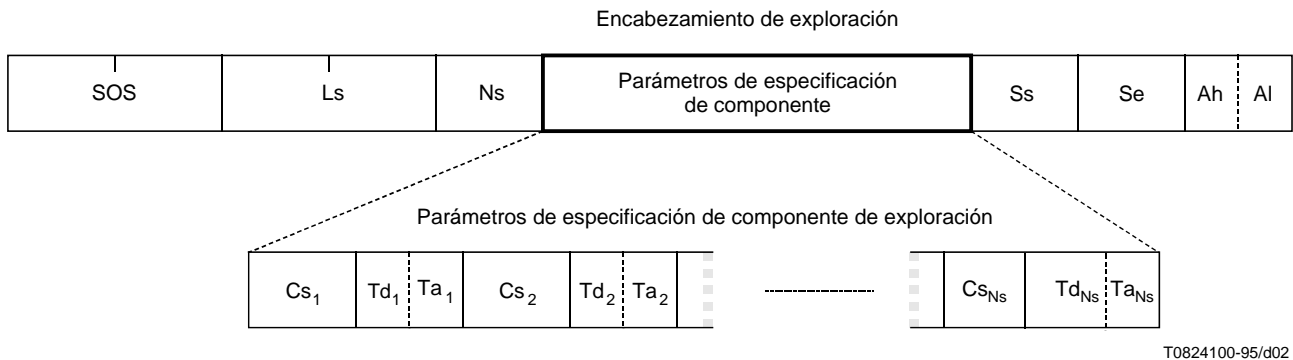 Encabezamiento de exploración
SOS Ls Ns Parámetros de especificación de componente Ss Se Ah Al
Parámetros de especificación de componente de exploración
Cs1 Td1 Ta1 Cs2 Td2 Ta2 CsNs TdNs TaNs
T0824100-95/d02